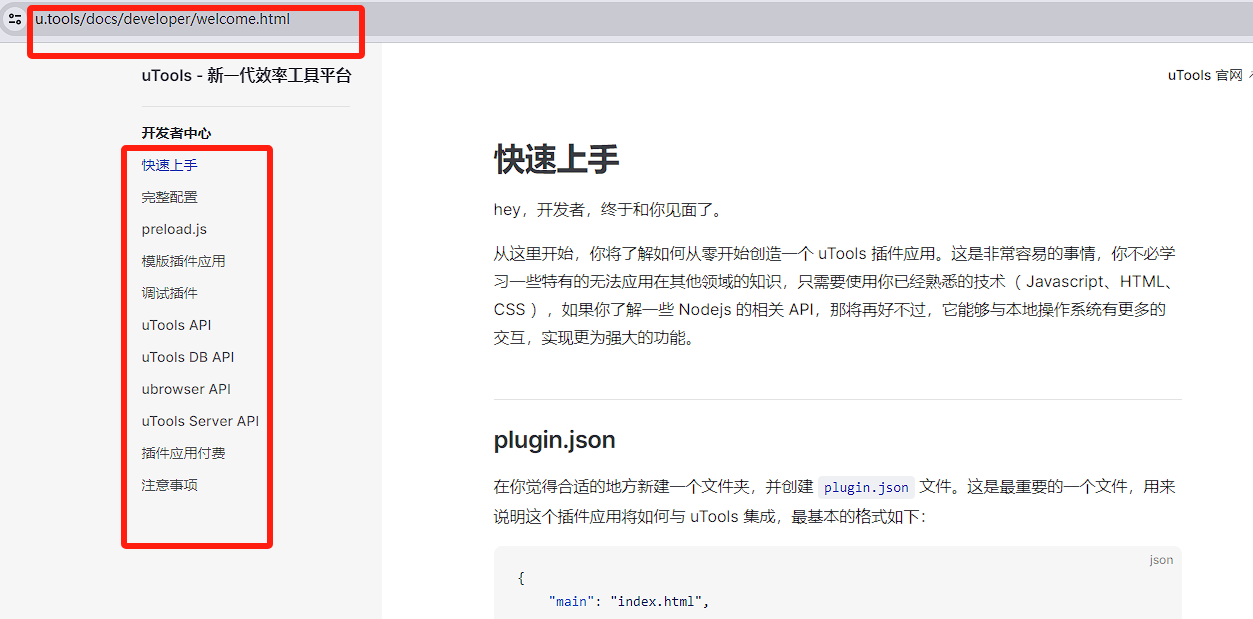 u.tools/docs/developer/welcome.html
uTools - 新一代效率工具平台
uTools 官网
开发者中心
快速上手
完整配置
preload.js
模版插件应用
调试插件
uTools API
uTools DB API
ubrowser API
uTools Server API
插件应用付费
注意事项
快速上手
hey，开发者，终于和你见面了。
从这里开始，你将了解如何从零开始创造一个 uTools 插件应用。这是非常容易的事情，你不必学
习一些特有的无法应用在其他领域的知识，只需要使用你已经熟悉的技术（ Javascript、HTML、
CSS ），如果你了解一些 Nodejs 的相关 API，那将再好不过，它能够与本地操作系统有更多的
交互，实现更为强大的功能。
plugin.json
在你觉得合适的地方新建一个文件夹，并创建 plugin.json 文件。这是最重要的一个文件，用来
说明这个插件应用将如何与 uTools 集成，最基本的格式如下：
json
{
"main": "index.html",